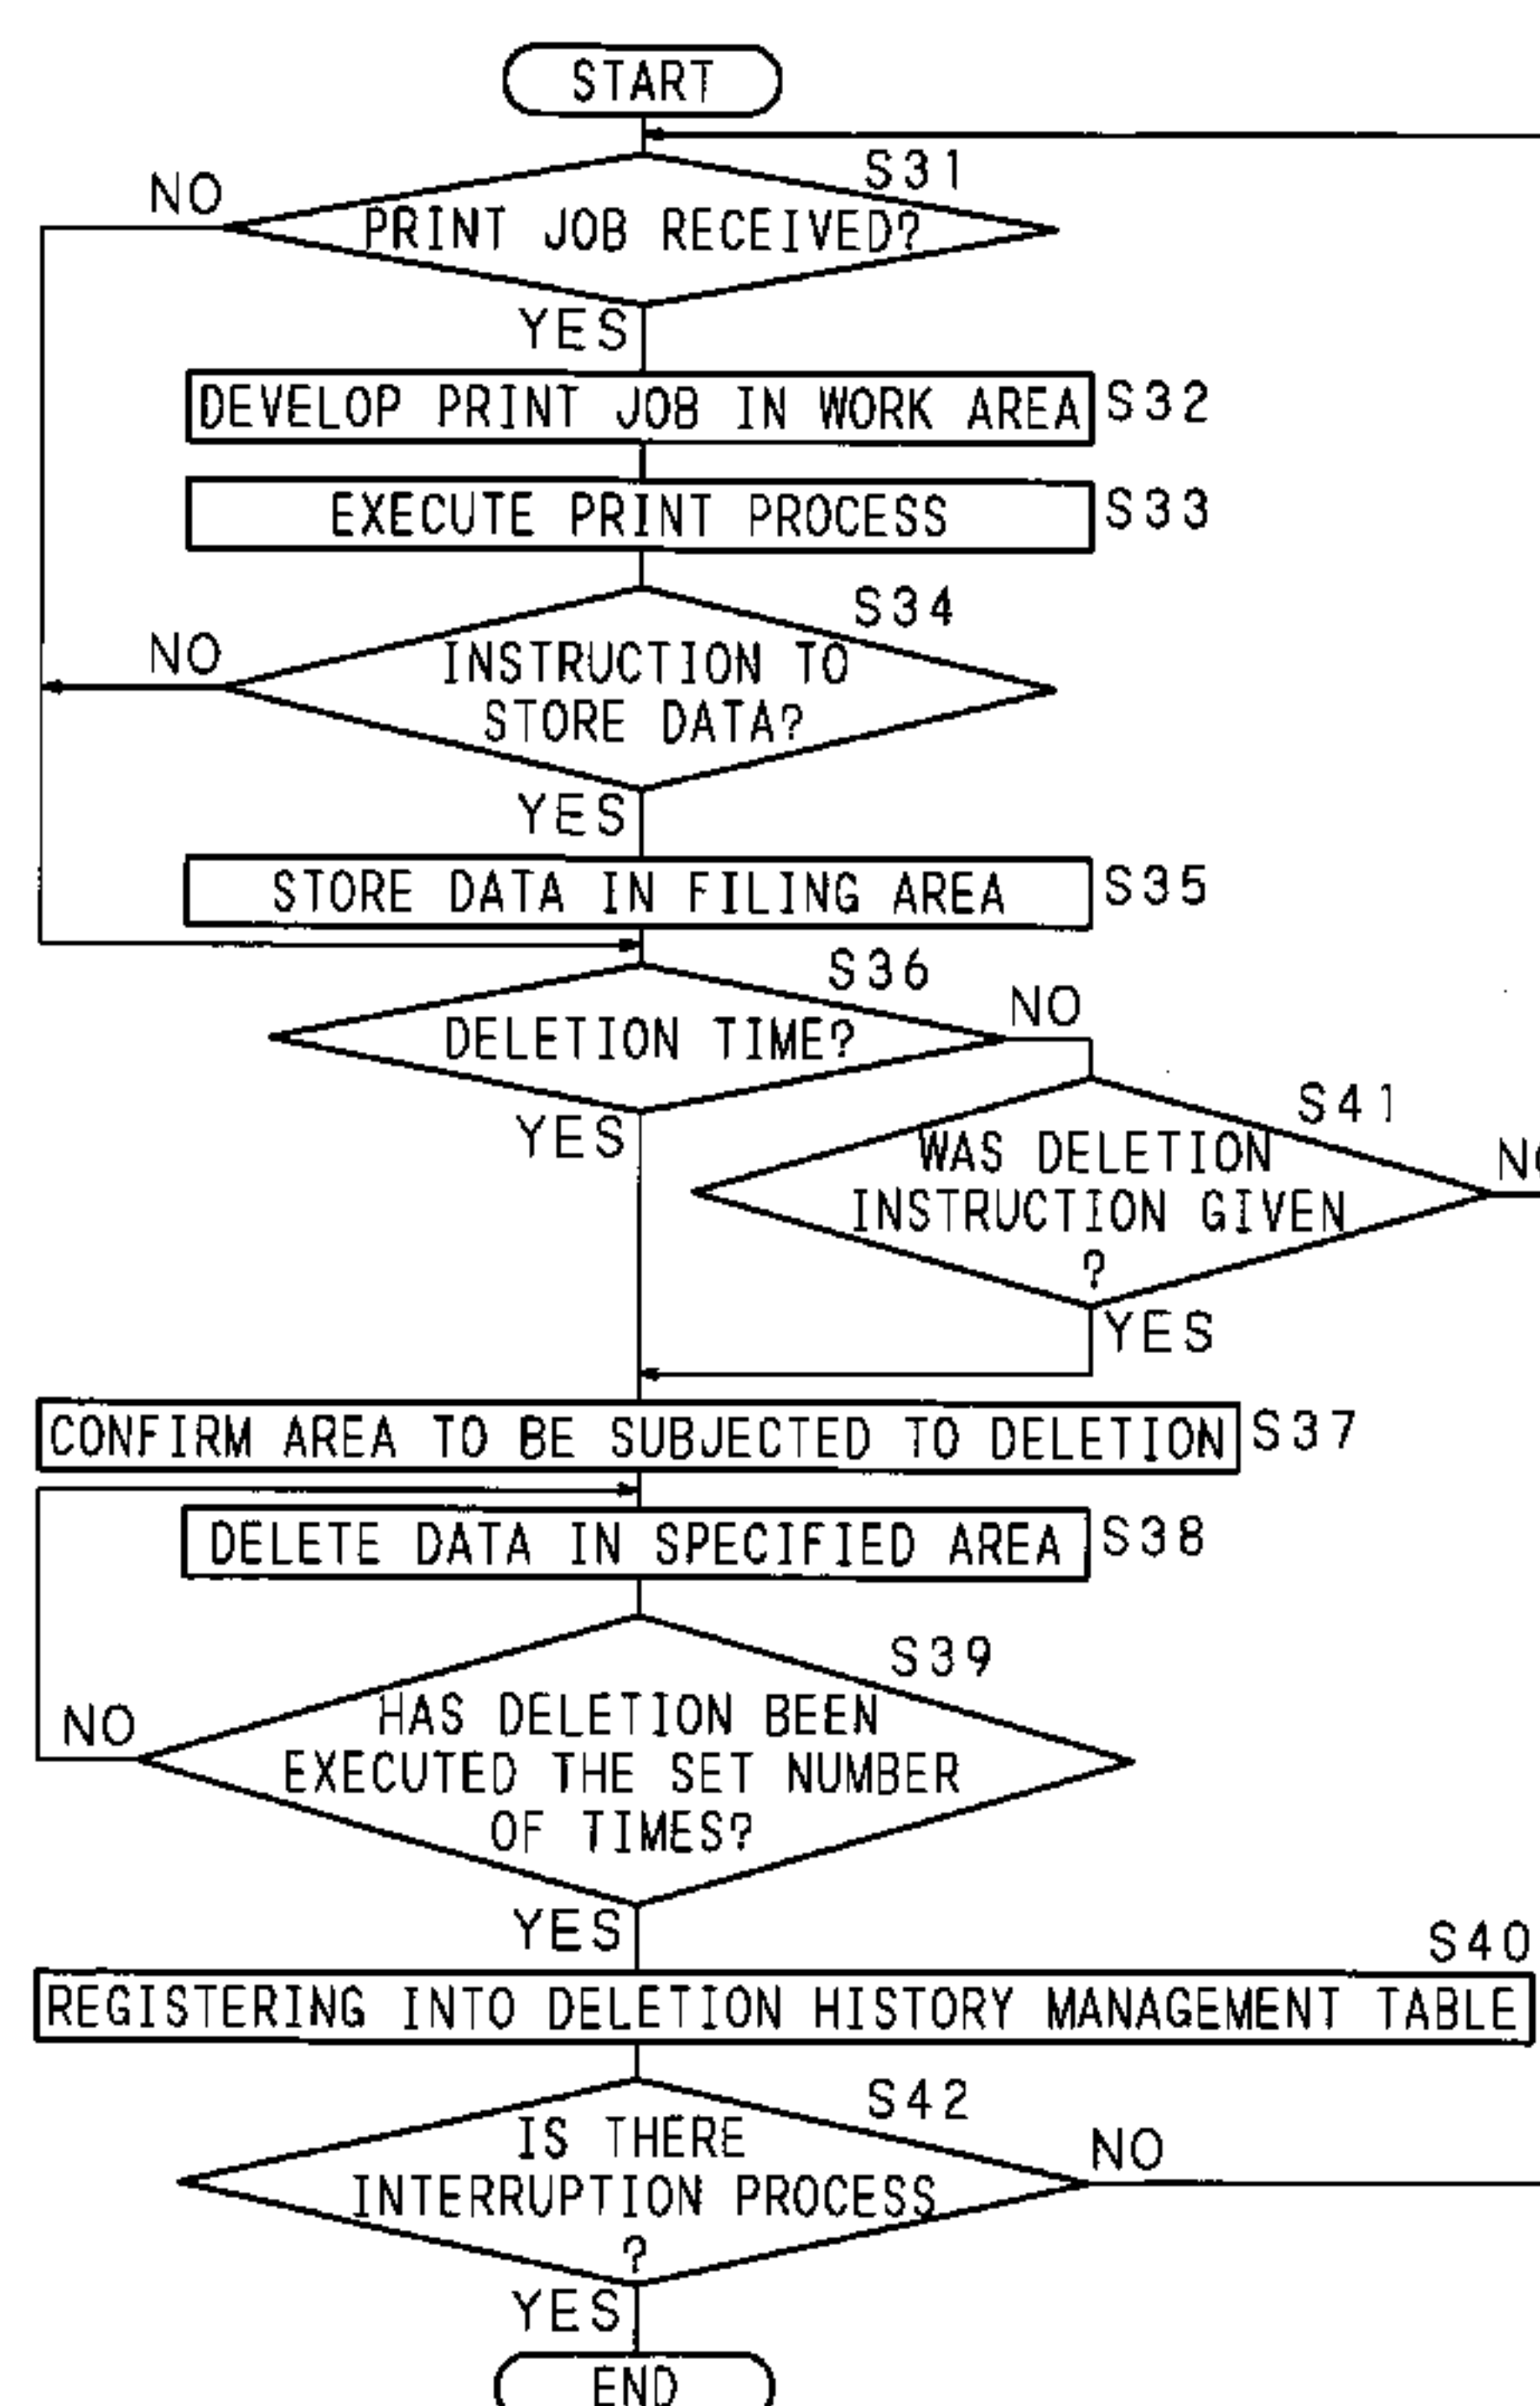 START
S31
NO
PRINT JOB RECEIVED?
YES
DEVELOP PRINT JOB IN WORK AREA
S32
EXECUTE PRINT PROCESS
S33
S34
NO
INSTRUCTION TO
STORE DATA?
YES
STORE DATA IN FILING AREA
S35
S36
NO
DELETION TIME?
YES
S41
WAS DELETION
INSTRUCTION GIVEN
?
YES
CONFIRM AREA TO BE SUBJECTED TO DELETION
S37
DELETE DATA IN SPECIFIED AREA
S38
S39
HAS DELETION BEEN
NO
EXECUTED THE SET NUMBER
OF TIMES?
YES
S40
REGISTERING INTO DELETION HISTORY MANAGEMENT TABLE
S42
IS THERE
NO
INTERRUPTION PROCESS
?
YES
END